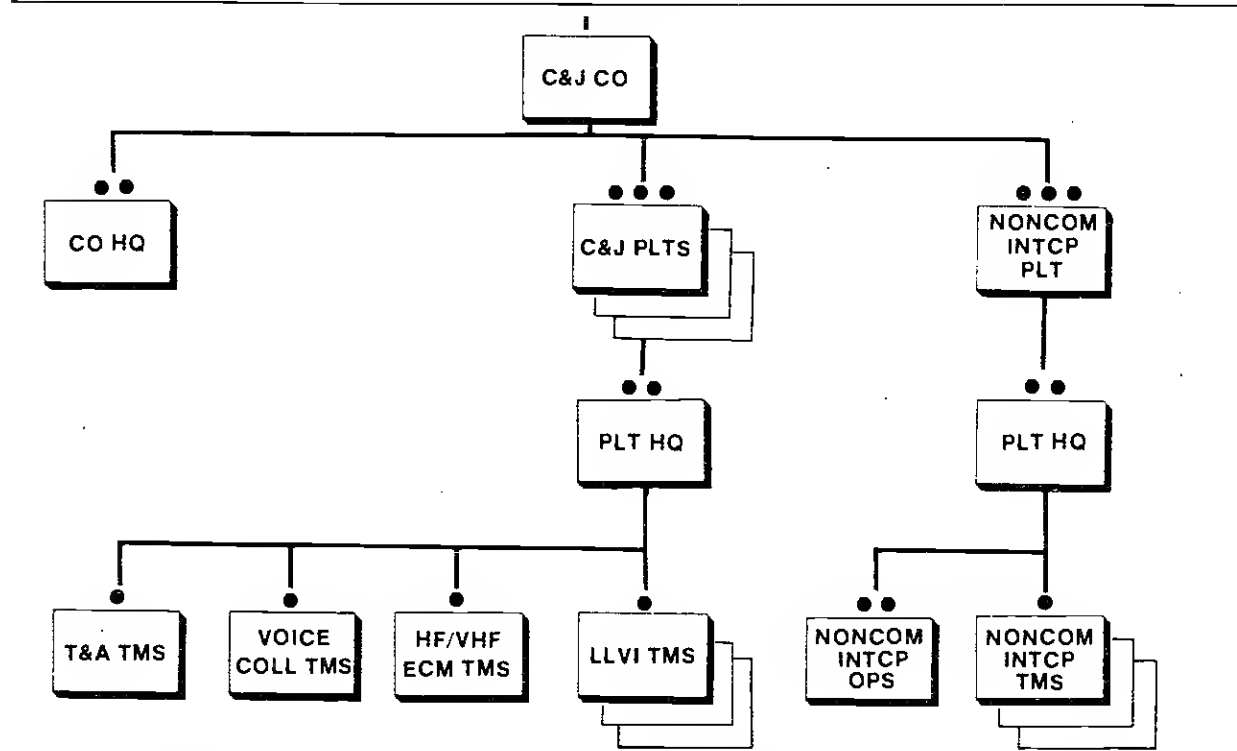 C&J CO
CO HQ
C&J PLTS
NONCOM
INTCP
PLT
PLT HQ
PLT HQ
T&A TMS
VOICE
COLL TMS
HF/VHF
ECM TMS
LLVI TMS
NONCOM
INTCP
OPS
NONCOM
INTCP
TMS